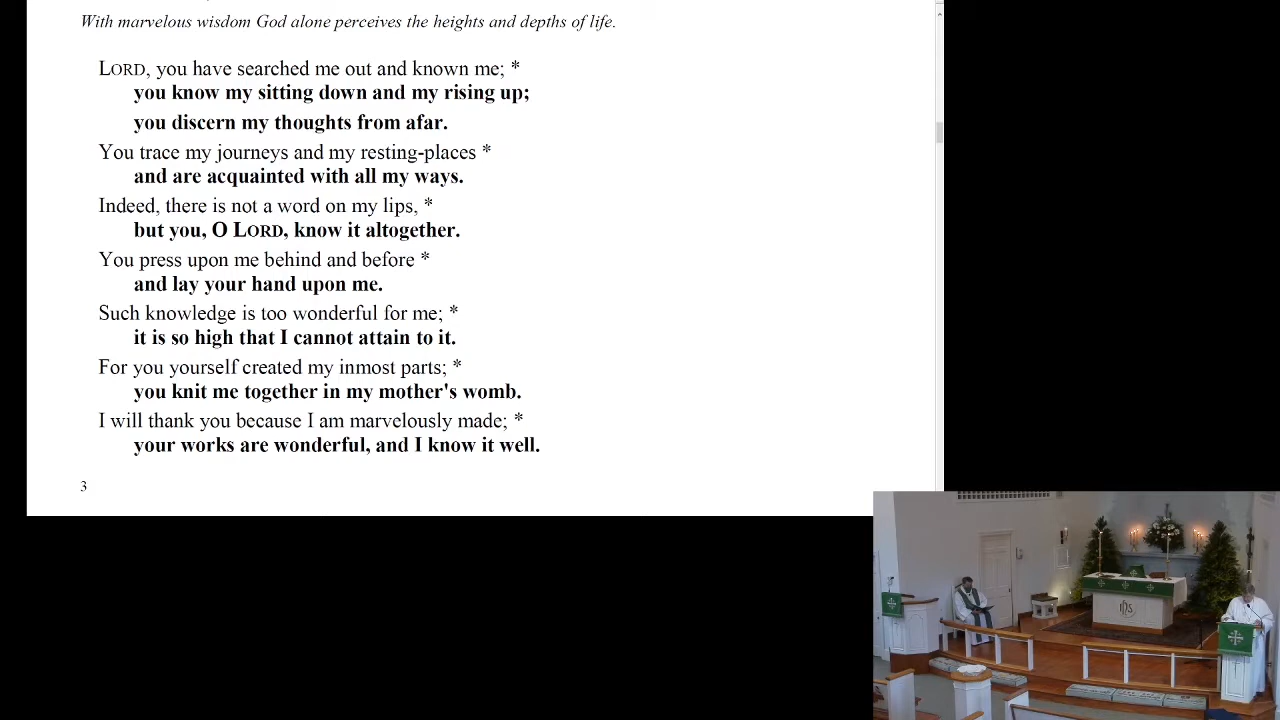 With marvelous wisdom God alone perceives the heights and depths of life.
LORD, you have searched me out and known me; *
you know my sitting down and my rising up;
you discern my thoughts from afar.
You trace my journeys and my resting-places *
and are acquainted with all my ways.
Indeed, there is not a word on my lips, *
but you, O LORD, know it altogether.
You press upon me behind and before *
and lay your hand upon me.
Such knowledge is too wonderful for me; *
it is so high that I cannot attain to it.
For you yourself created my inmost parts; *
you knit me together in my mother's womb.
I will thank you because I am marvelously made; *
your works are wonderful, and I know it well.
3
IHS